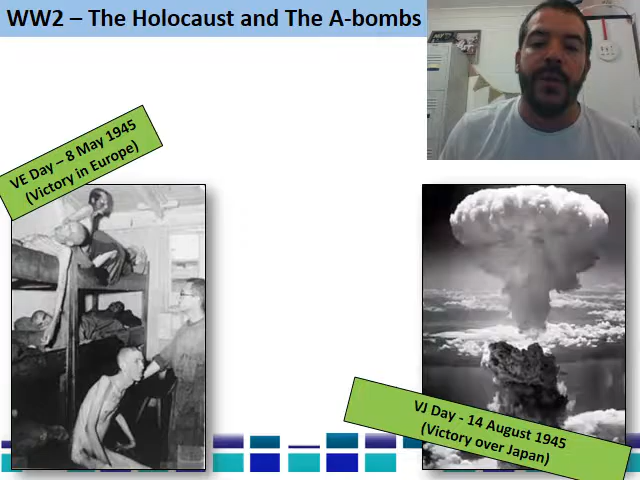 WW2 – The Holocaust and The A-bombs
VE Day – 8 May 1945
(Victory in Europe)
VJ Day - 14 August 1945
(Victory over Japan)